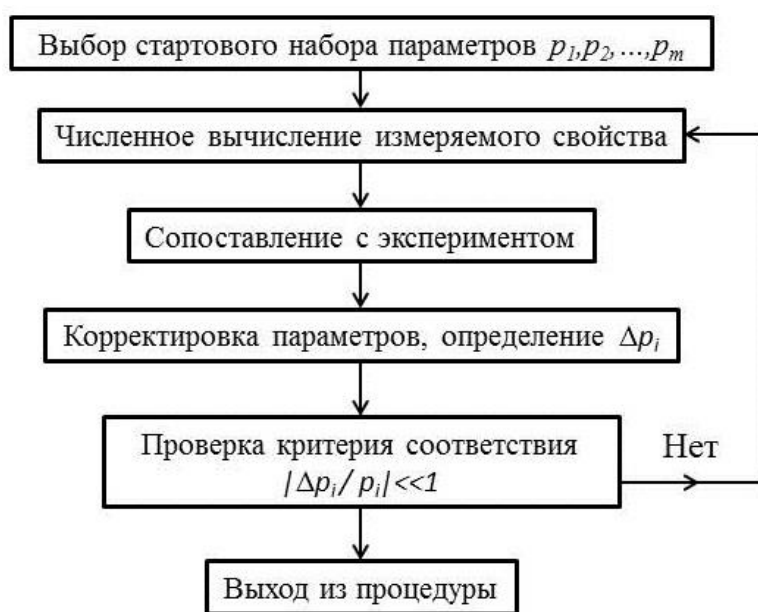 Выбор стартового набора параметров p₁,p₂,...,pₘ
Численное вычисление измеряемого свойства
Сопоставление с экспериментом
Корректировка параметров, определение Δpᵢ
Проверка критерия соответствия
|Δpᵢ/pᵢ|<<1
Нет
Выход из процедуры